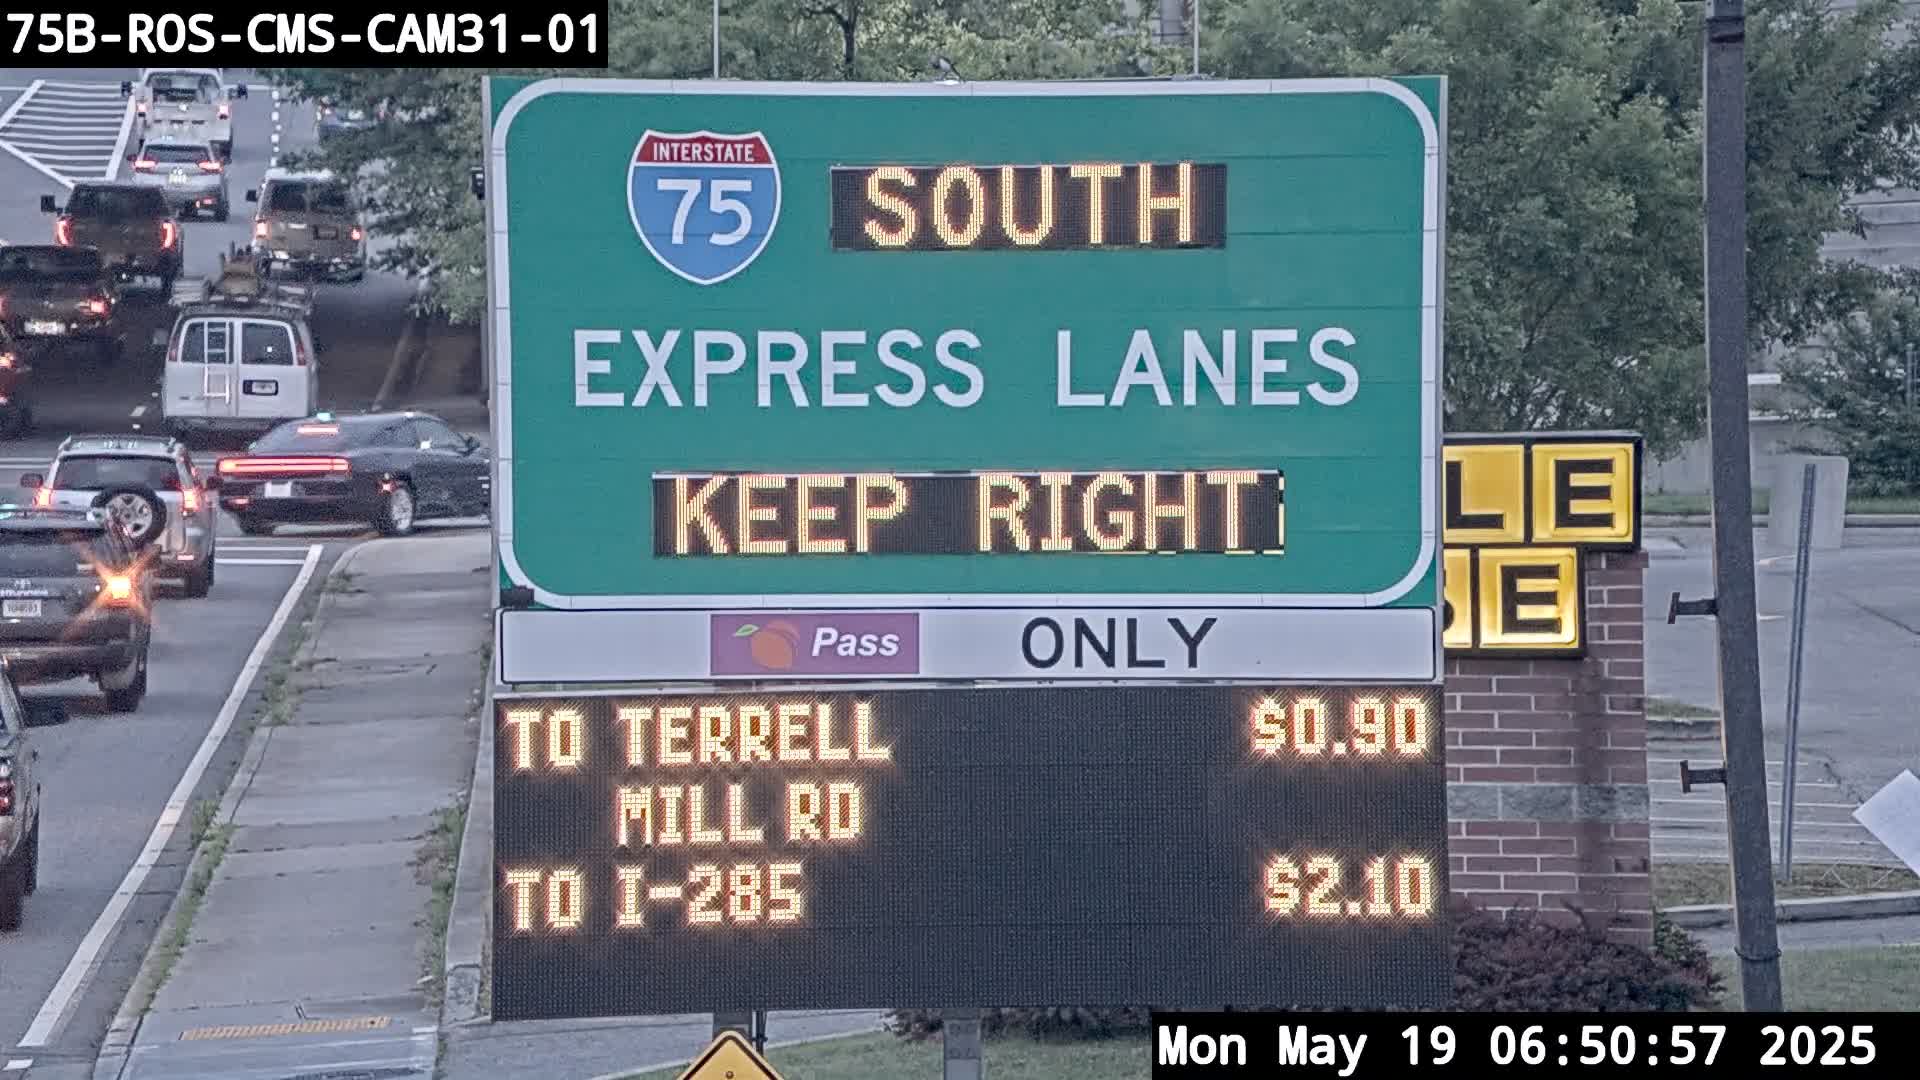 75B-ROS-CMS-CAM31-01
INTERSTATE
75
SOUTH
EXPRESS LANES
KEEP RIGHT
Pass ONLY
TO TERRELL $0.90
MILL RD
TO I-285 $2.10
LE
E
Mon May 19 06:50:57 2025